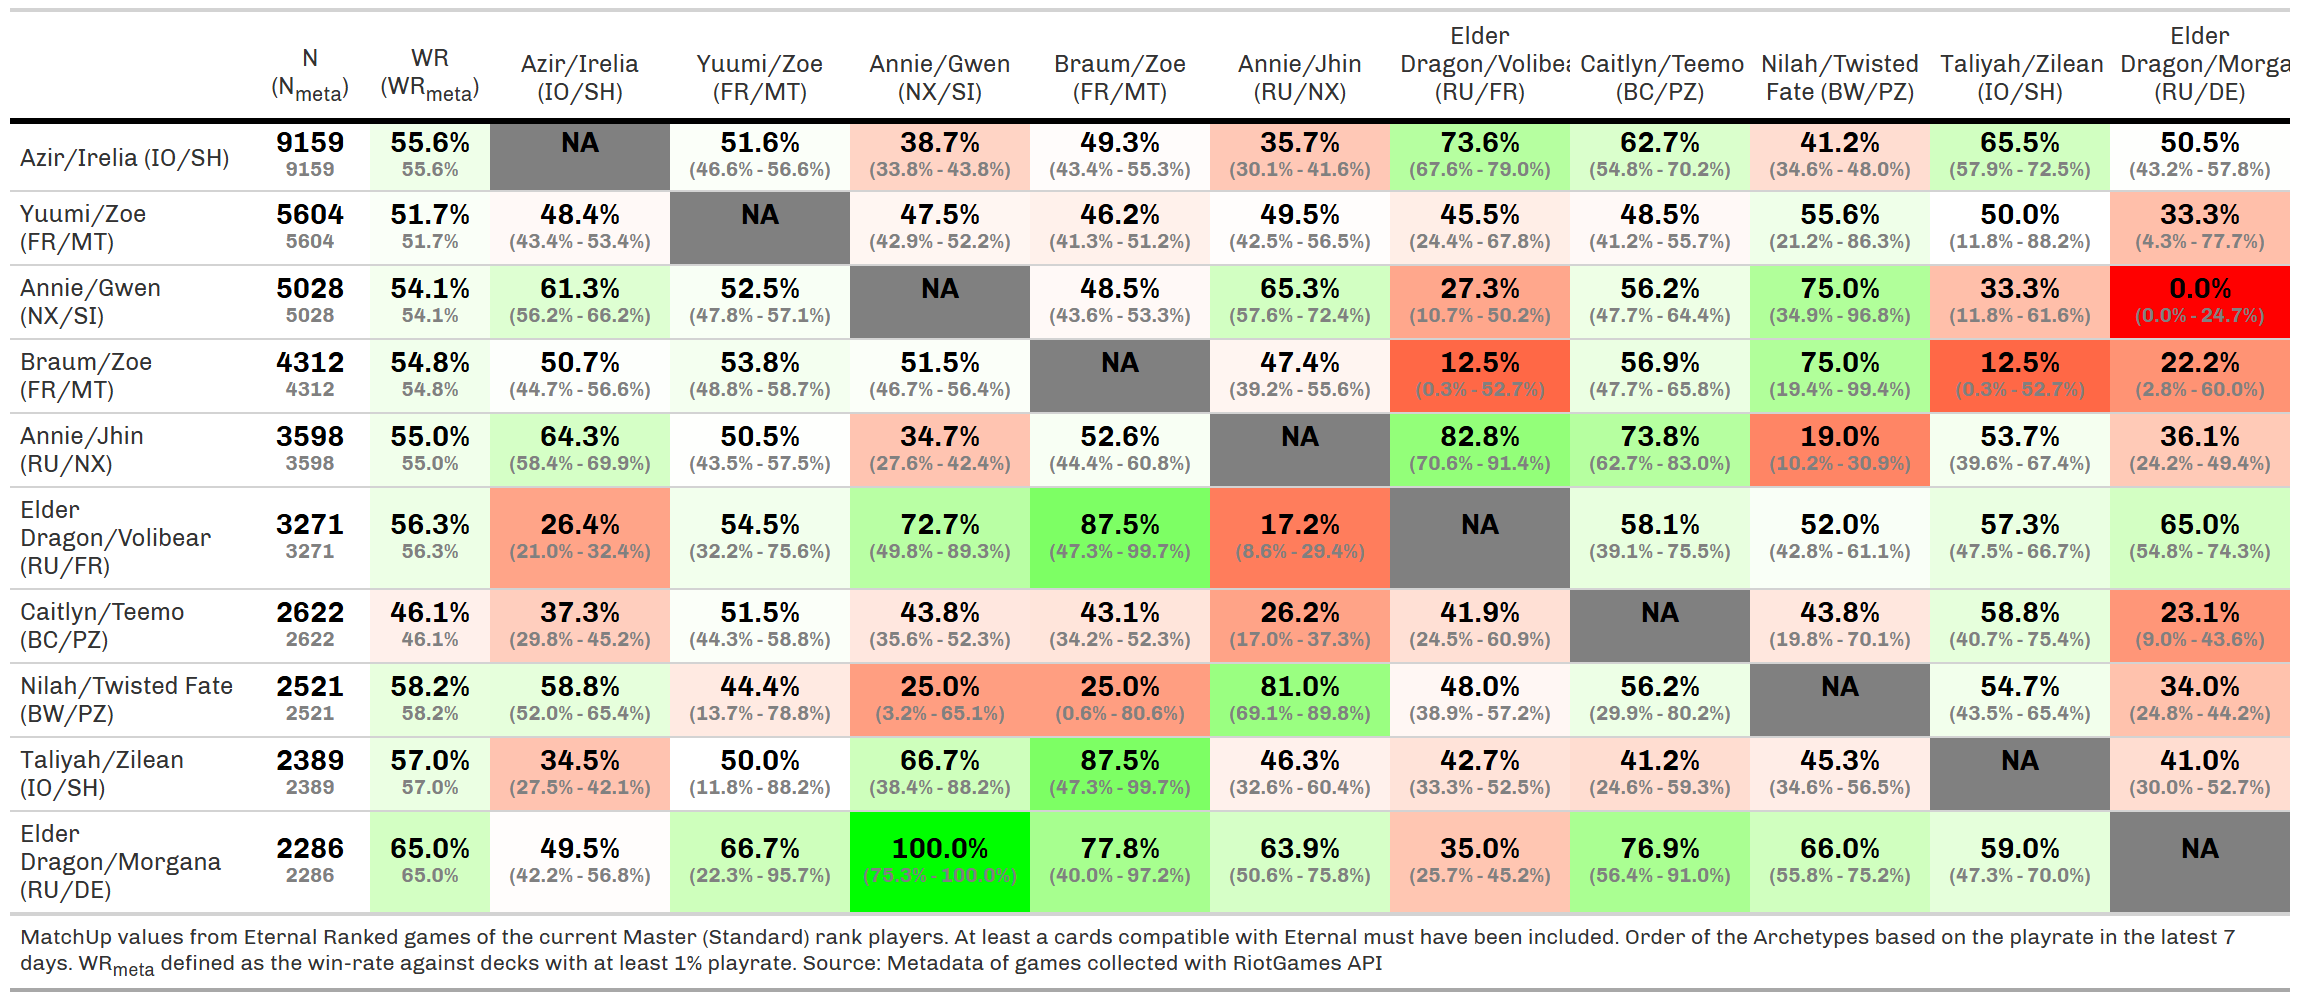 N (N_meta) WR (WR_meta) Azir/Irelia (IO/SH) Yuumi/Zoe (FR/MT) Annie/Gwen (NX/SI) Braum/Zoe (FR/MT) Annie/Jhin (RU/NX) Elder Dragon/Volibea (RU/FR) Caitlyn/Teemo (BC/PZ) Nilah/Twisted Fate (BW/PZ) Taliyah/Zilean (IO/SH) Elder Dragon/Morga (RU/DE)
Azir/Irelia (IO/SH) 9159 55.6% NA 51.6% 38.7% 49.3% 35.7% 73.6% 62.7% 41.2% 65.5% 50.5%
9159 55.6% (46.6% - 56.6%) (33.8% - 43.8%) (43.4% - 55.3%) (30.1% - 41.6%) (67.6% - 79.0%) (54.8% - 70.2%) (34.6% - 48.0%) (57.9% - 72.5%) (43.2% - 57.8%)
Yuumi/Zoe 5604 51.7% 48.4% NA 47.5% 46.2% 49.5% 45.5% 48.5% 55.6% 50.0% 33.3%
(FR/MT) 5604 51.7% (43.4% - 53.4%) (42.9% - 52.2%) (41.3% - 51.2%) (42.5% - 56.5%) (24.4% - 67.8%) (41.2% - 55.7%) (21.2% - 86.3%) (11.8% - 88.2%) (4.3% - 77.7%)
Annie/Gwen 5028 54.1% 61.3% 52.5% NA 48.5% 65.3% 27.3% 56.2% 75.0% 33.3% 0.0%
(NX/SI) 5028 54.1% (56.2% - 66.2%) (47.8% - 57.1%) (43.6% - 53.3%) (57.6% - 72.4%) (10.7% - 50.2%) (47.7% - 64.4%) (34.9% - 96.8%) (11.8% - 61.6%) (0.0% - 24.7%)
Braum/Zoe 4312 54.8% 50.7% 53.8% 51.5% NA 47.4% 12.5% 56.9% 75.0% 12.5% 22.2%
(FR/MT) 4312 54.8% (44.7% - 56.6%) (48.8% - 58.7%) (46.7% - 56.4%) (39.2% - 55.6%) (0.3% - 52.7%) (47.7% - 65.8%) (19.4% - 99.4%) (0.3% - 52.7%) (2.8% - 60.0%)
Annie/Jhin 3598 55.0% 64.3% 50.5% 34.7% 52.6% NA 82.8% 73.8% 19.0% 53.7% 36.1%
(RU/NX) 3598 55.0% (58.4% - 69.9%) (43.5% - 57.5%) (27.6% - 42.4%) (44.4% - 60.8%) (70.6% - 91.4%) (62.7% - 83.0%) (10.2% - 30.9%) (39.6% - 67.4%) (24.2% - 49.4%)
Elder
Dragon/Volibear 3271 56.3% 26.4% 54.5% 72.7% 87.5% 17.2% NA 58.1% 52.0% 57.3% 65.0%
(RU/FR) 3271 56.3% (21.0% - 32.4%) (32.2% - 75.6%) (49.8% - 89.3%) (47.3% - 99.7%) (8.6% - 29.4%) (39.1% - 75.5%) (42.8% - 61.1%) (47.5% - 66.7%) (54.8% - 74.3%)
Caitlyn/Teemo 2622 46.1% 37.3% 51.5% 43.8% 43.1% 26.2% 41.9% NA 43.8% 58.8% 23.1%
(BC/PZ) 2622 46.1% (29.8% - 45.2%) (44.3% - 58.8%) (35.6% - 52.3%) (34.2% - 52.3%) (17.0% - 37.3%) (24.5% - 60.9%) (19.8% - 70.1%) (40.7% - 75.4%) (9.0% - 43.6%)
Nilah/Twisted Fate 2521 58.2% 58.8% 44.4% 25.0% 25.0% 81.0% 48.0% 56.2% NA 54.7% 34.0%
(BW/PZ) 2521 58.2% (52.0% - 65.4%) (13.7% - 78.8%) (3.2% - 65.1%) (0.6% - 80.6%) (69.1% - 89.8%) (38.9% - 57.2%) (29.9% - 80.2%) (43.5% - 65.4%) (24.8% - 44.2%)
Taliyah/Zilean 2389 57.0% 34.5% 50.0% 66.7% 87.5% 46.3% 42.7% 41.2% 45.3% NA 41.0%
(IO/SH) 2389 57.0% (27.5% - 42.1%) (11.8% - 88.2%) (38.4% - 88.2%) (47.3% - 99.7%) (32.6% - 60.4%) (33.3% - 52.5%) (24.6% - 59.3%) (34.6% - 56.5%) (30.0% - 52.7%)
Elder
Dragon/Morgana 2286 65.0% 49.5% 66.7% 100.0% 77.8% 63.9% 35.0% 76.9% 66.0% 59.0% NA
(RU/DE) 2286 65.0% (42.2% - 56.8%) (22.3% - 95.7%) (75.3% - 100.0%) (40.0% - 97.2%) (50.6% - 75.8%) (25.7% - 45.2%) (56.4% - 91.0%) (55.8% - 75.2%) (47.3% - 70.0%)
MatchUp values from Eternal Ranked games of the current Master (Standard) rank players. At least a cards compatible with Eternal must have been included. Order of the Archetypes based on the playrate in the latest 7
days. WR_meta defined as the win-rate against decks with at least 1% playrate. Source: Metadata of games collected with RiotGames API